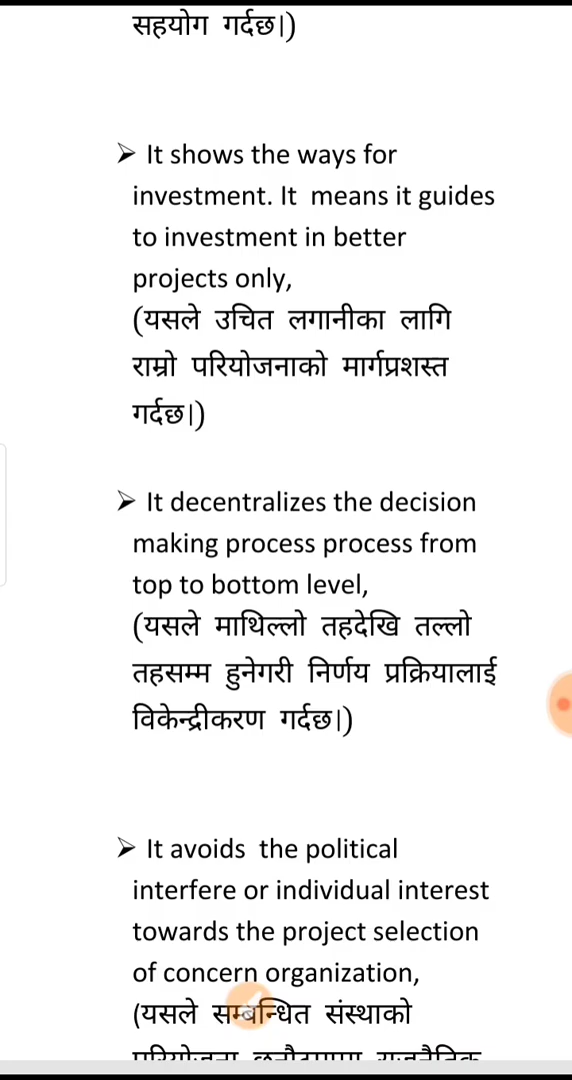 सहयोग गर्दछ।)
➢ It shows the ways for
investment. It means it guides
to investment in better
projects only,
(यसले उचित लगानीका लागि
राम्रो परियोजनाको मार्गप्रशस्त
गर्दछ।)
➢ It decentralizes the decision
making process process from
top to bottom level,
(यसले माथिल्लो तहदेखि तल्लो
तहसम्म हुनेगरी निर्णय प्रक्रियालाई
विकेन्द्रीकरण गर्दछ।)
➢ It avoids the political
interfere or individual interest
towards the project selection
of concern organization,
(यसले सम्बन्धित संस्थाको